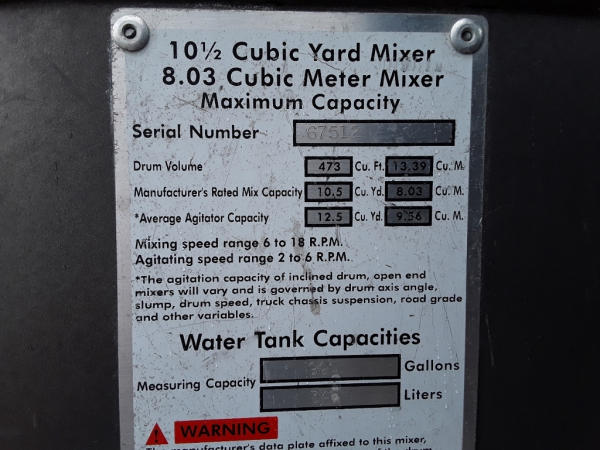 10½ Cubic Yard Mixer
8.03 Cubic Meter Mixer
Maximum Capacity
Serial Number 67512
Drum Volume 473 Cu. Ft. 13.39 Cu. M.
Manufacturer's Rated Mix Capacity 10.5 Cu. Yd. 8.03 Cu. M.
*Average Agitator Capacity 12.5 Cu. Yd. 9.56 Cu. M.
Mixing speed range 6 to 18 R.P.M.
Agitating speed range 2 to 6 R.P.M.
*The agitation capacity of inclined drum, open end
mixers will vary and is governed by drum axis angle,
slump, drum speed, truck chassis suspension, road grade
and other variables.
Water Tank Capacities
Measuring Capacity
Gallons
Liters
WARNING
The manufacturer's data plate affixed to this mixer,